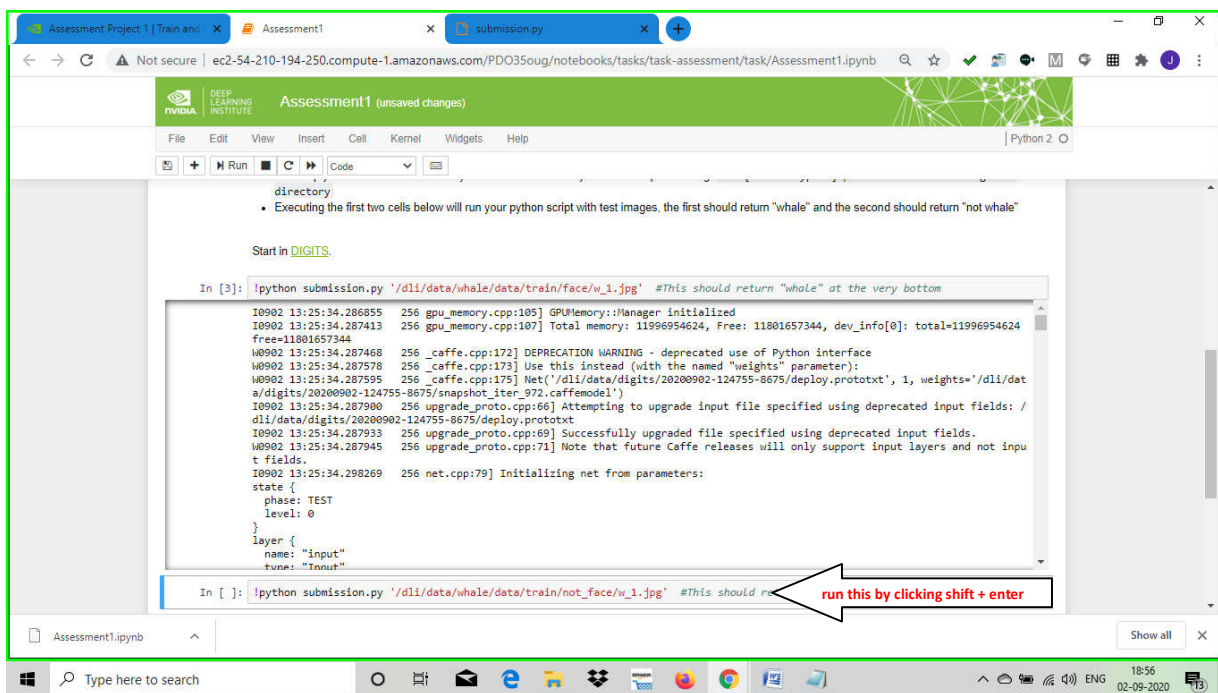 Assessment Project 1 | Train and
Assessment1
submission.py
Not secure | ec2-54-210-194-250.compute-1.amazonaws.com/PDO35oug/notebooks/tasks/task-assessment/task/Assessment1.ipynb
J
NVIDIA
DEEP
LEARNING
INSTITUTE
Assessment1 (unsaved changes)
File Edit View Insert Cell Kernel Widgets Help
Python 2
Run Code
directory
• Executing the first two cells below will run your python script with test images, the first should return "whale" and the second should return "not whale"
Start in DIGITS.
In [3]: !python submission.py '/dli/data/whale/data/train/face/w_1.jpg' #This should return "whale" at the very bottom
I0902 13:25:34.286855 256 gpu_memory.cpp:105] GPUMemory::Manager initialized
I0902 13:25:34.287413 256 gpu_memory.cpp:107] Total memory: 11996954624, Free: 11801657344, dev_info[0]: total=11996954624
free=11801657344
W0902 13:25:34.287468 256 _caffe.cpp:172] DEPRECATION WARNING - deprecated use of Python interface
W0902 13:25:34.287578 256 _caffe.cpp:173] Use this instead (with the named "weights" parameter):
W0902 13:25:34.287595 256 _caffe.cpp:175] Net('/dli/data/digits/20200902-124755-8675/deploy.prototxt', 1, weights='/dli/dat
a/digits/20200902-124755-8675/snapshot_iter_972.caffemodel')
I0902 13:25:34.287900 256 upgrade_proto.cpp:66] Attempting to upgrade input file specified using deprecated input fields: /
dli/data/digits/20200902-124755-8675/deploy.prototxt
I0902 13:25:34.287933 256 upgrade_proto.cpp:69] Successfully upgraded file specified using deprecated input fields.
W0902 13:25:34.287945 256 upgrade_proto.cpp:71] Note that future Caffe releases will only support input layers and not inpu
t fields.
I0902 13:25:34.298269 256 net.cpp:79] Initializing net from parameters:
state {
phase: TEST
level: 0
}
layer {
name: "input"
type: "Input"
In [ ]: !python submission.py '/dli/data/whale/data/train/not_face/w_1.jpg' #This should re
run this by clicking shift + enter
Assessment1.ipynb
Show all
Type here to search
ENG
18:56
02-09-2020
13